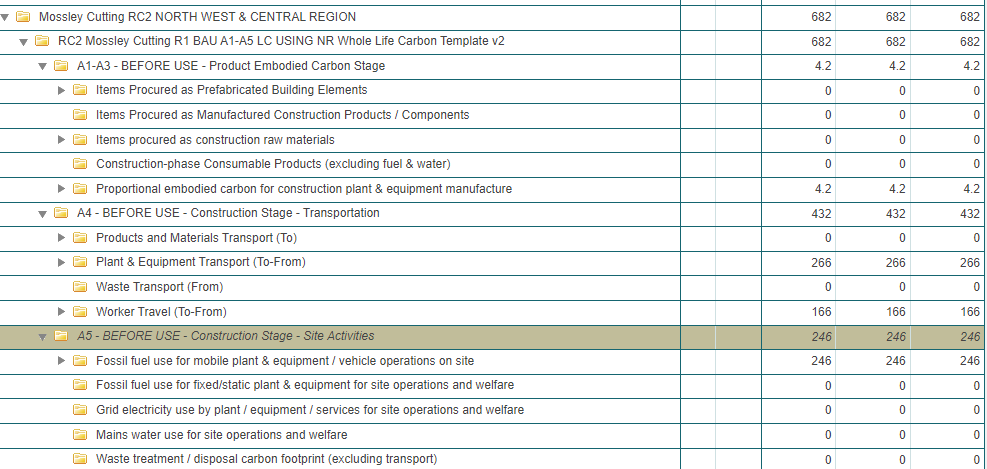 Mossley Cutting RC2 NORTH WEST & CENTRAL REGION 682 682 682
RC2 Mossley Cutting R1 BAU A1-A5 LC USING NR Whole Life Carbon Template v2 682 682 682
A1-A3 - BEFORE USE - Product Embodied Carbon Stage 4.2 4.2 4.2
Items Procured as Prefabricated Building Elements 0 0 0
Items Procured as Manufactured Construction Products / Components 0 0 0
Items procured as construction raw materials 0 0 0
Construction-phase Consumable Products (excluding fuel & water) 0 0 0
Proportional embodied carbon for construction plant & equipment manufacture 4.2 4.2 4.2
A4 - BEFORE USE - Construction Stage - Transportation 432 432 432
Products and Materials Transport (To) 0 0 0
Plant & Equipment Transport (To-From) 266 266 266
Waste Transport (From) 0 0 0
Worker Travel (To-From) 166 166 166
A5 - BEFORE USE - Construction Stage - Site Activities 246 246 246
Fossil fuel use for mobile plant & equipment / vehicle operations on site 246 246 246
Fossil fuel use for fixed/static plant & equipment for site operations and welfare 0 0 0
Grid electricity use by plant / equipment / services for site operations and welfare 0 0 0
Mains water use for site operations and welfare 0 0 0
Waste treatment / disposal carbon footprint (excluding transport) 0 0 0